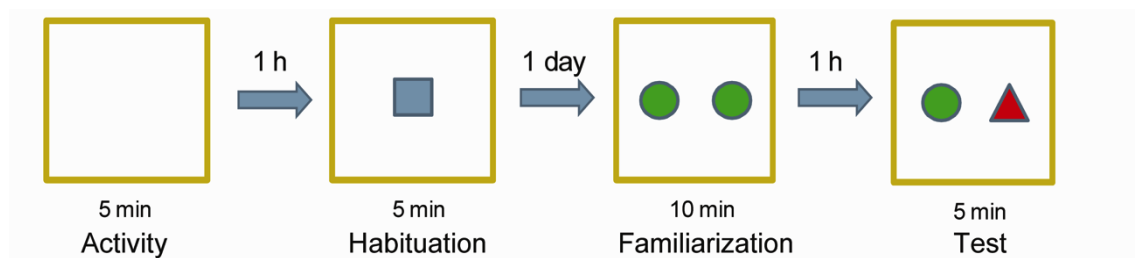 1 h
1 day
1 h
5 min
5 min
10 min
5 min
Activity
Habituation
Familiarization
Test